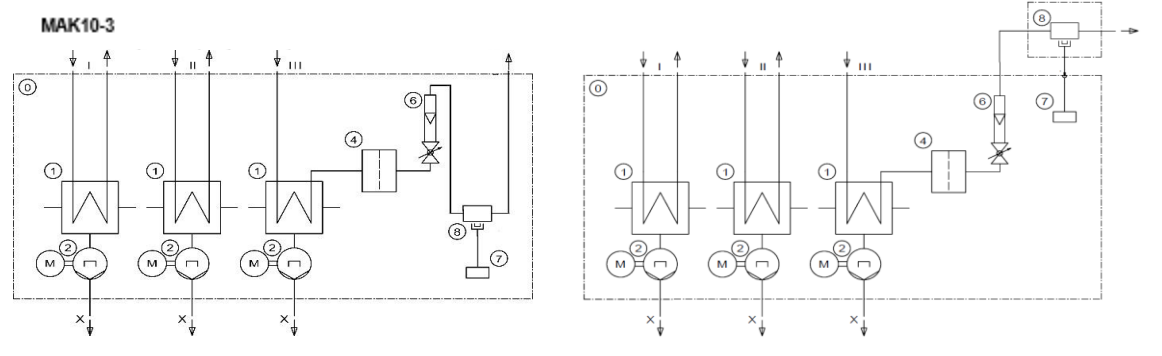 MAK10-3
8
I II III I II III
0 6 0 6 7
4 4
1 1 1 1 1 1
8 7
2 2 2 2 2 2
M M M M M M
X X X X X X